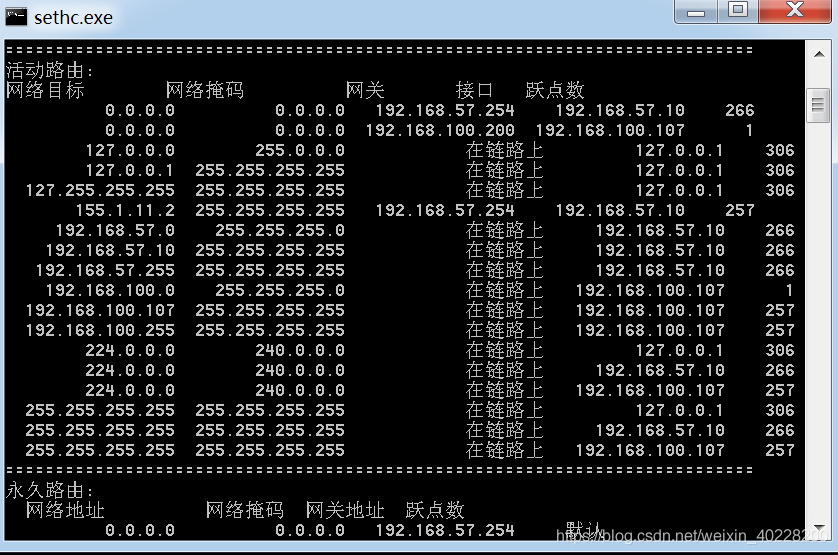 sethc.exe
===========================================================================
活动路由：
网络目标 网络掩码 网关 接口 跃点数
0.0.0.0 0.0.0.0 192.168.57.254 192.168.57.10 266
0.0.0.0 0.0.0.0 192.168.100.200 192.168.100.107 1
127.0.0.0 255.0.0.0 在链路上 127.0.0.1 306
127.0.0.1 255.255.255.255 在链路上 127.0.0.1 306
127.255.255.255 255.255.255.255 在链路上 127.0.0.1 306
155.1.11.2 255.255.255.255 192.168.57.254 192.168.57.10 257
192.168.57.0 255.255.255.0 在链路上 192.168.57.10 266
192.168.57.10 255.255.255.255 在链路上 192.168.57.10 266
192.168.57.255 255.255.255.255 在链路上 192.168.57.10 266
192.168.100.0 255.255.255.0 在链路上 192.168.100.107 1
192.168.100.107 255.255.255.255 在链路上 192.168.100.107 257
192.168.100.255 255.255.255.255 在链路上 192.168.100.107 257
224.0.0.0 240.0.0.0 在链路上 127.0.0.1 306
224.0.0.0 240.0.0.0 在链路上 192.168.57.10 266
224.0.0.0 240.0.0.0 在链路上 192.168.100.107 257
255.255.255.255 255.255.255.255 在链路上 127.0.0.1 306
255.255.255.255 255.255.255.255 在链路上 192.168.57.10 266
255.255.255.255 255.255.255.255 在链路上 192.168.100.107 257
===========================================================================
永久路由：
网络地址 网络掩码 网关地址 跃点数
0.0.0.0 0.0.0.0 192.168.57.254 默认